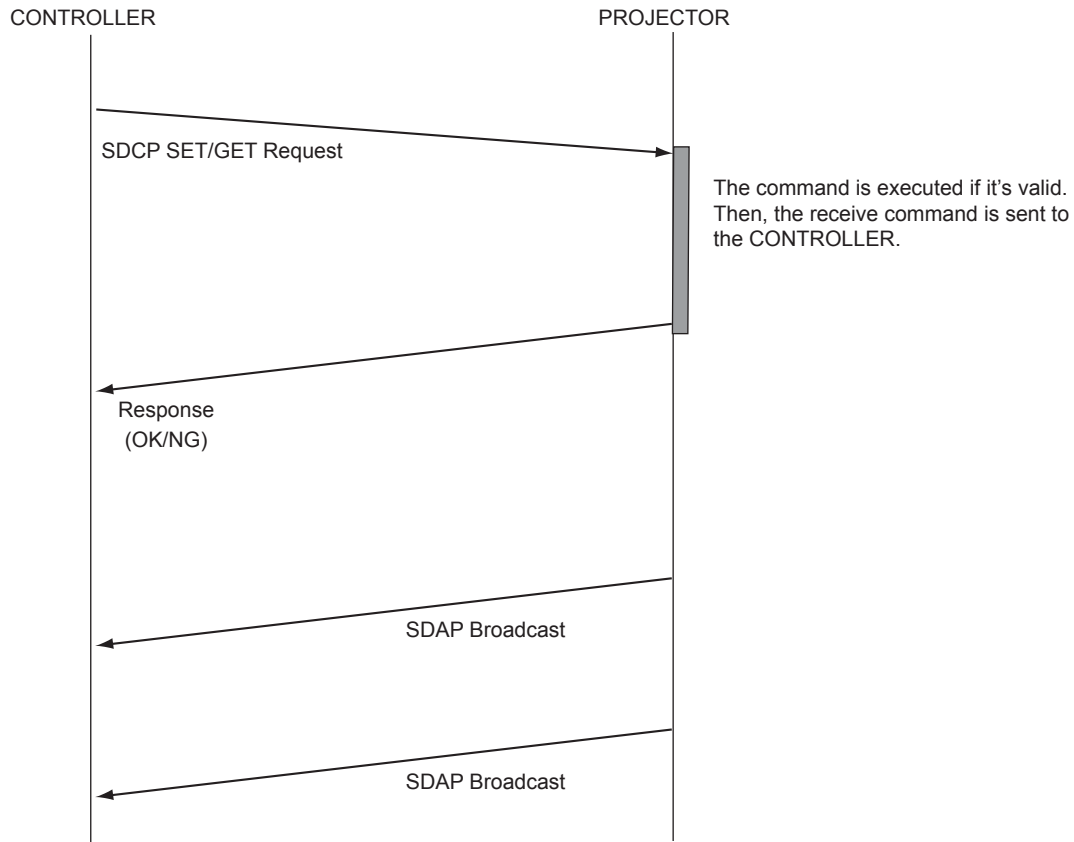 CONTROLLER
PROJECTOR
SDCP SET/GET Request
The command is executed if it's valid.
Then, the receive command is sent to
the CONTROLLER.
Response
(OK/NG)
SDAP Broadcast
SDAP Broadcast